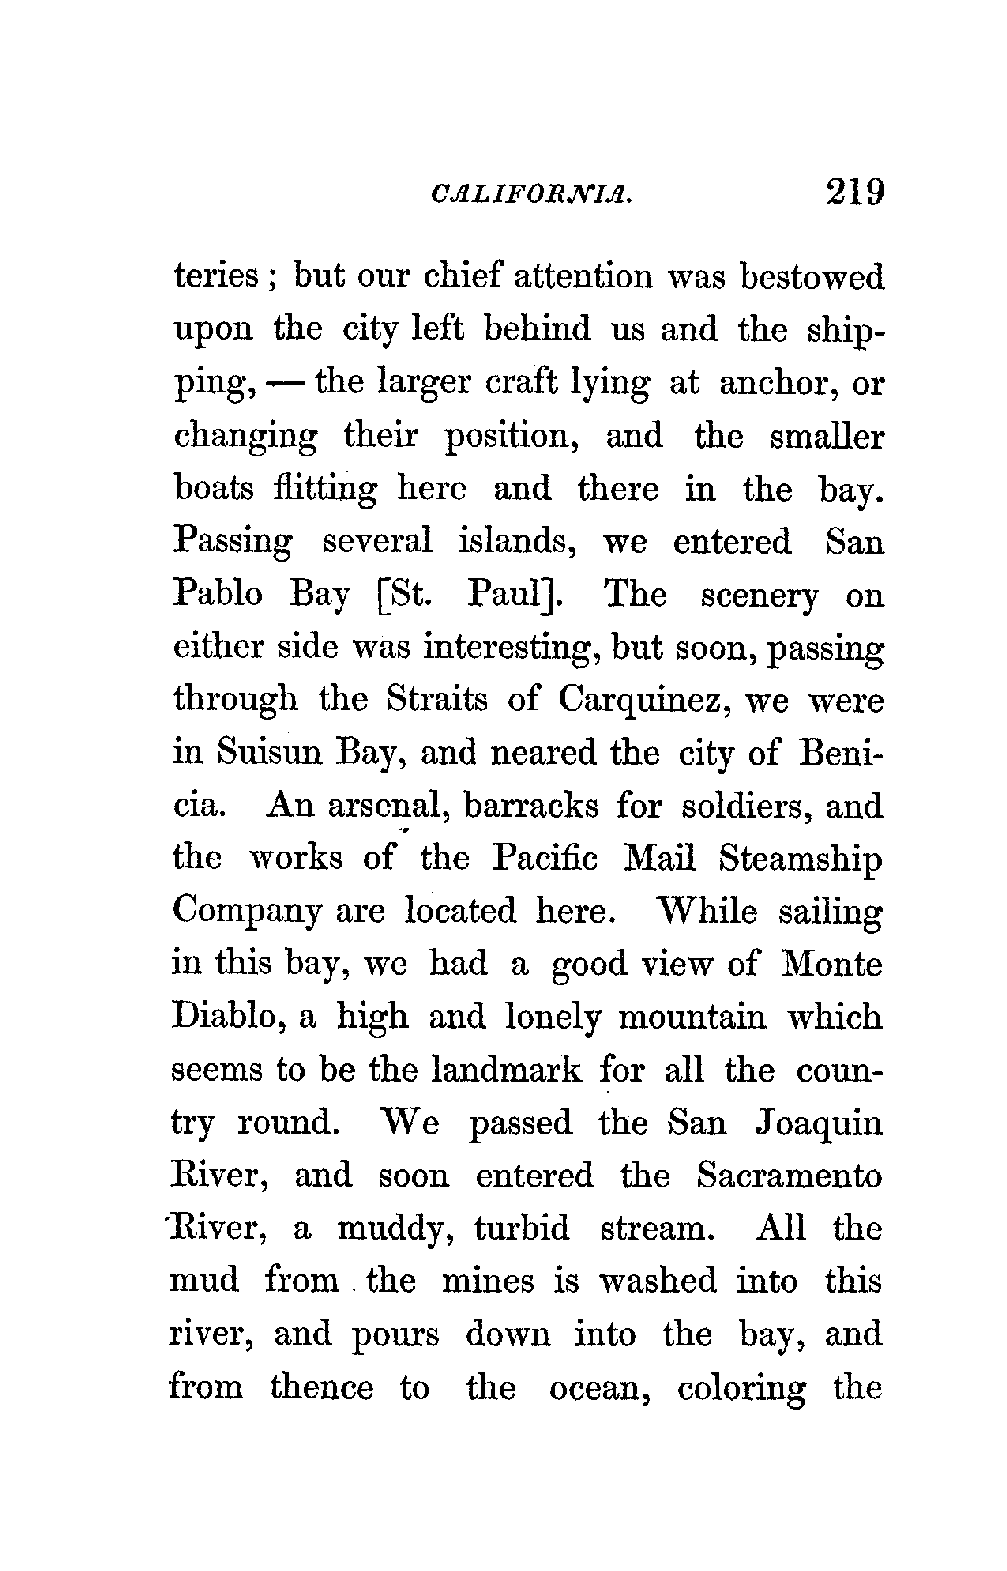 CALIFORNIA. 219
teries ; but our chief attention was bestowed
upon the city left behind us and the ship-
ping, — the larger craft lying at anchor, or
changing their position, and the smaller
boats flitting here and there in the bay.
Passing several islands, we entered San
Pablo Bay [St. Paul]. The scenery on
either side was interesting, but soon, passing
through the Straits of Carquinez, we were
in Suisun Bay, and neared the city of Beni-
cia. An arsenal, barracks for soldiers, and
the works of the Pacific Mail Steamship
Company are located here. While sailing
in this bay, we had a good view of Monte
Diablo, a high and lonely mountain which
seems to be the landmark for all the coun-
try round. We passed the San Joaquin
River, and soon entered the Sacramento
River, a muddy, turbid stream. All the
mud from the mines is washed into this
river, and pours down into the bay, and
from thence to the ocean, coloring the